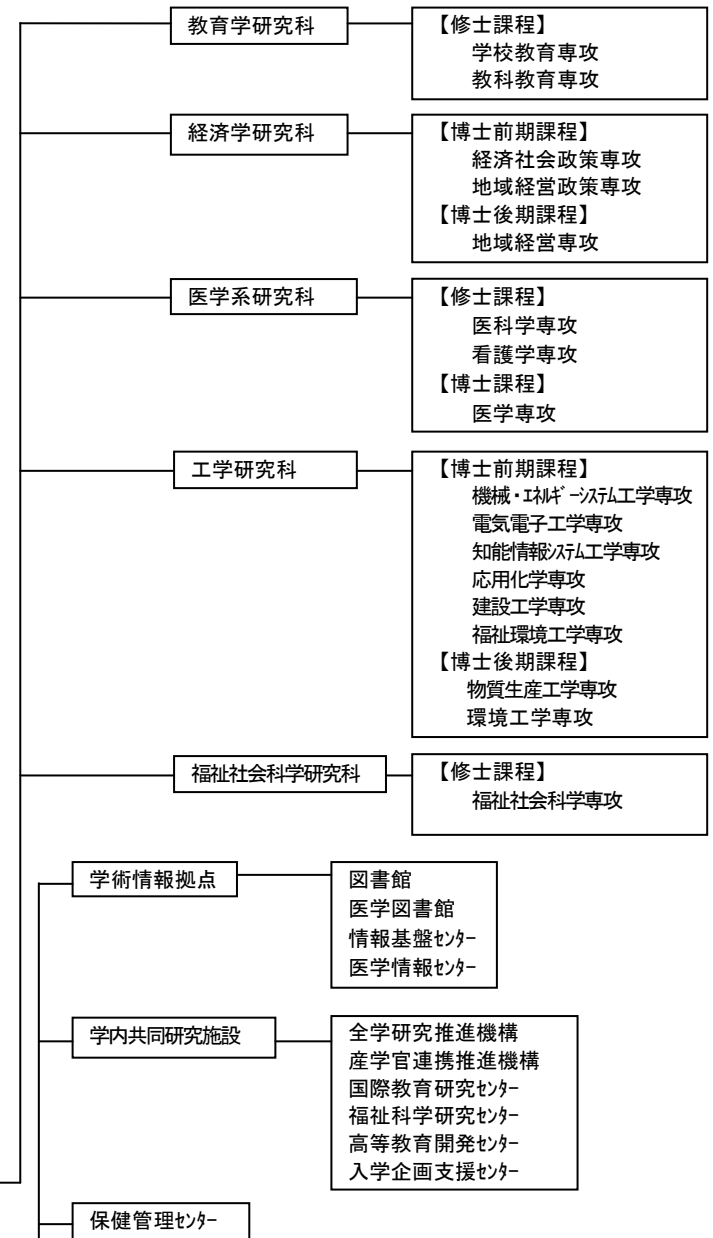 教育学研究科
【修士課程】
学校教育専攻
教科教育専攻
経済学研究科
【博士前期課程】
経済社会政策専攻
地域経営政策専攻
【博士後期課程】
地域経営専攻
医学系研究科
【修士課程】
医科学専攻
看護学専攻
【博士課程】
医学専攻
工学研究科
【博士前期課程】
機械・ｴﾈﾙｷﾞｰｼｽﾃﾑ工学専攻
電気電子工学専攻
知能情報ｼｽﾃﾑ工学専攻
応用化学専攻
建設工学専攻
福祉環境工学専攻
【博士後期課程】
物質生産工学専攻
環境工学専攻
福祉社会科学研究科
【修士課程】
福祉社会科学専攻
学術情報拠点
図書館
医学図書館
情報基盤ｾﾝﾀｰ
医学情報ｾﾝﾀｰ
学内共同研究施設
全学研究推進機構
産学官連携推進機構
国際教育研究ｾﾝﾀｰ
福祉科学研究ｾﾝﾀｰ
高等教育開発ｾﾝﾀｰ
入学企画支援ｾﾝﾀｰ
保健管理ｾﾝﾀｰ